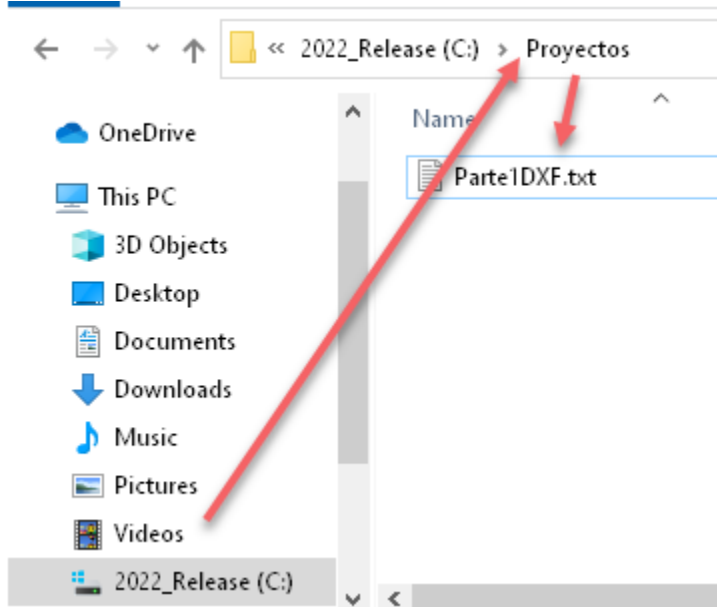 « 2022_Release (C:) > Proyectos
OneDrive
This PC
3D Objects
Desktop
Documents
Downloads
Music
Pictures
Videos
2022_Release (C:)
Name
Parte1DXF.txt